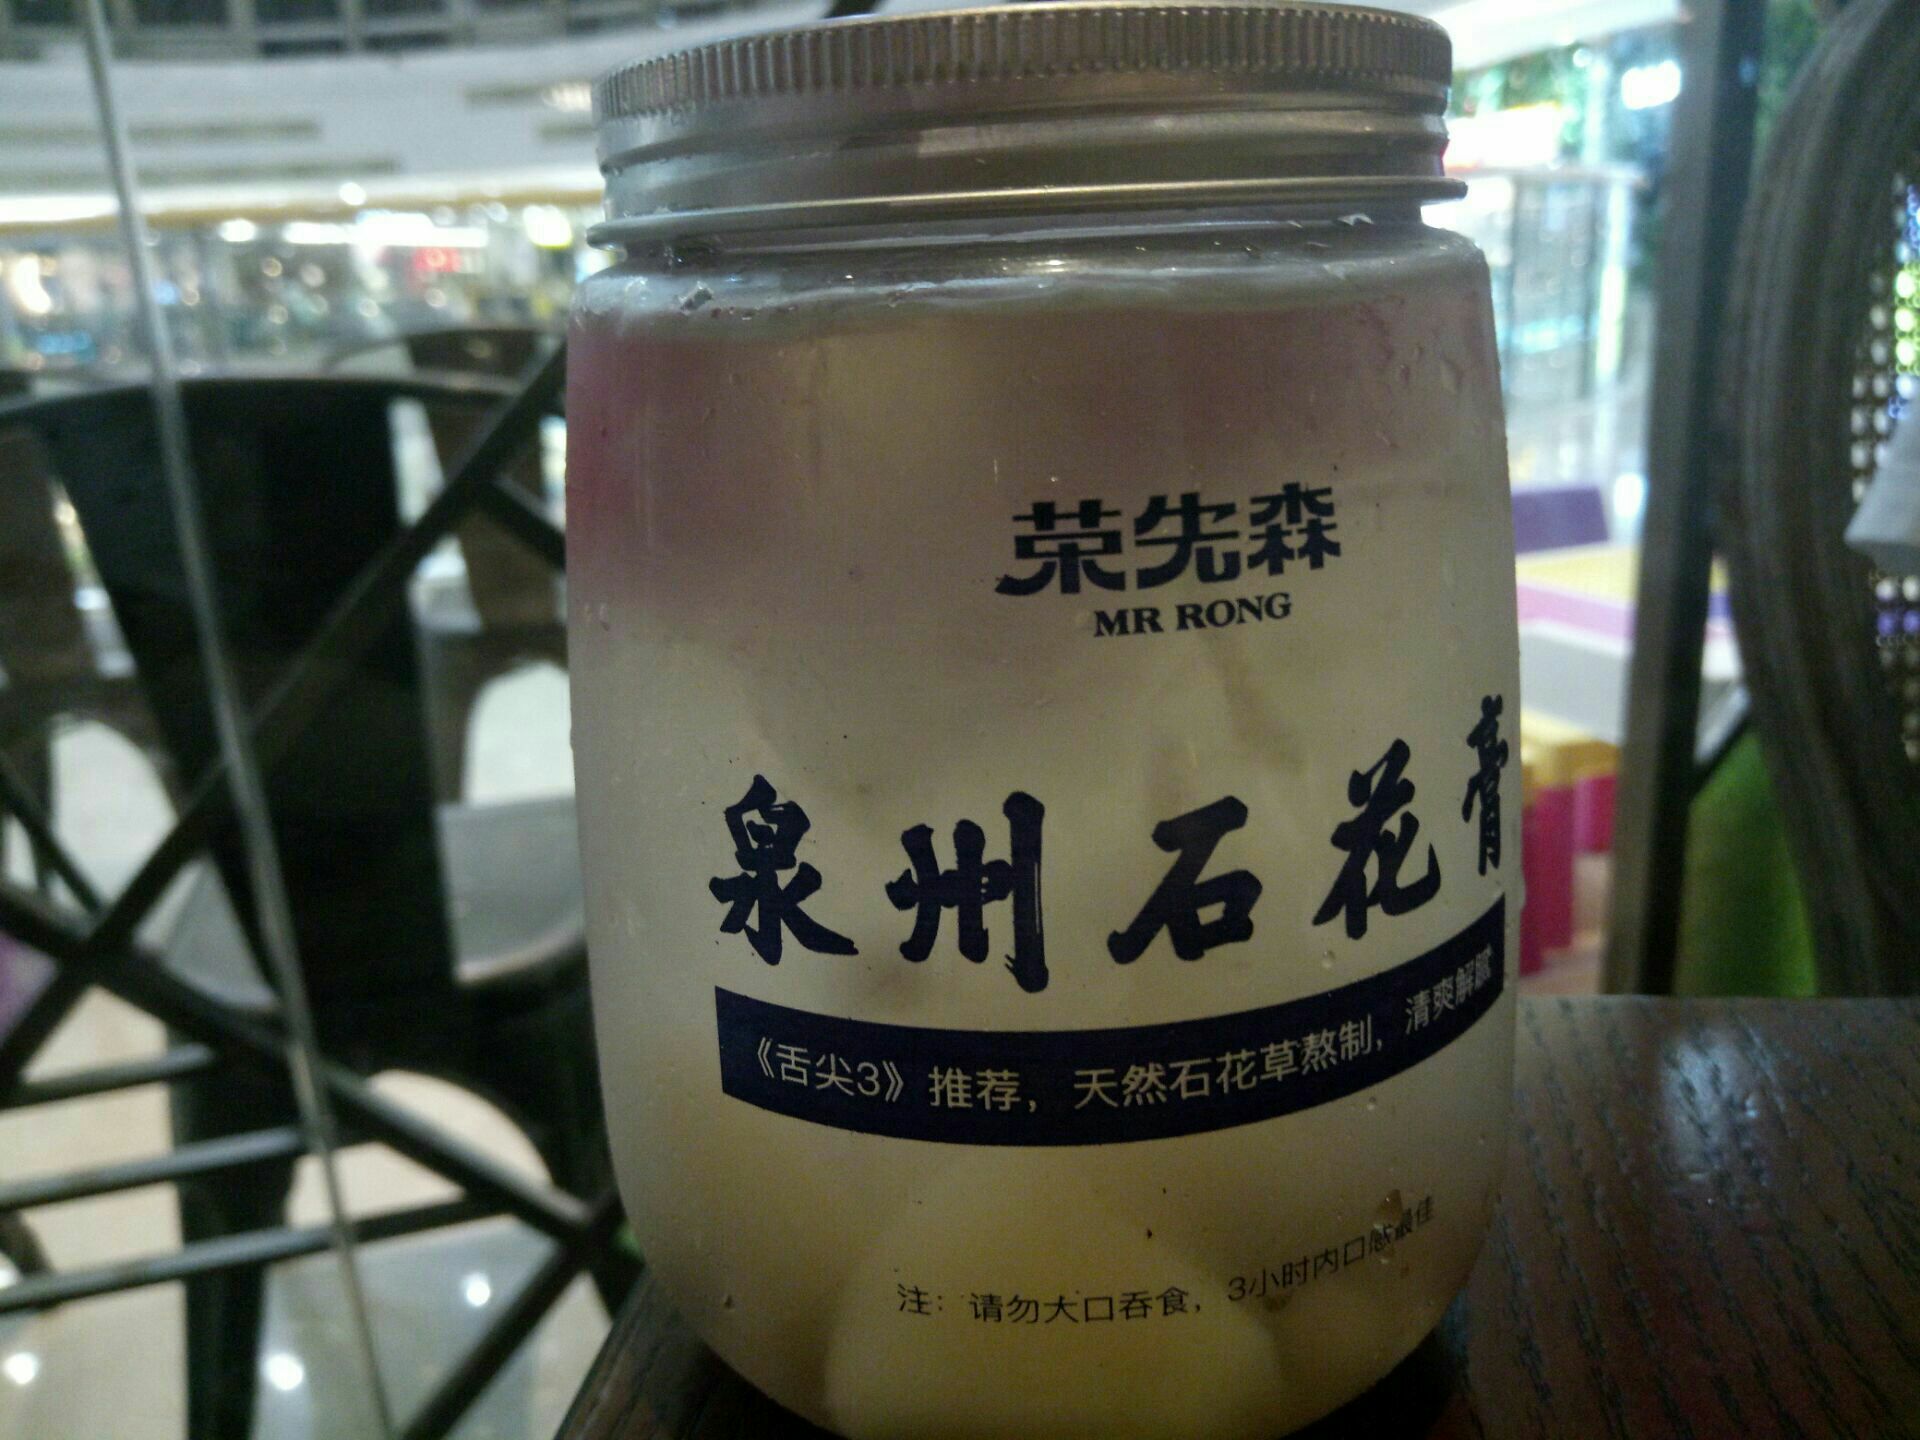 荣先森
MR RONG
泉州石花膏
《舌尖3》推荐，天然石花草熬制，清爽解腻
注：请勿大口吞食，3小时内口感最佳